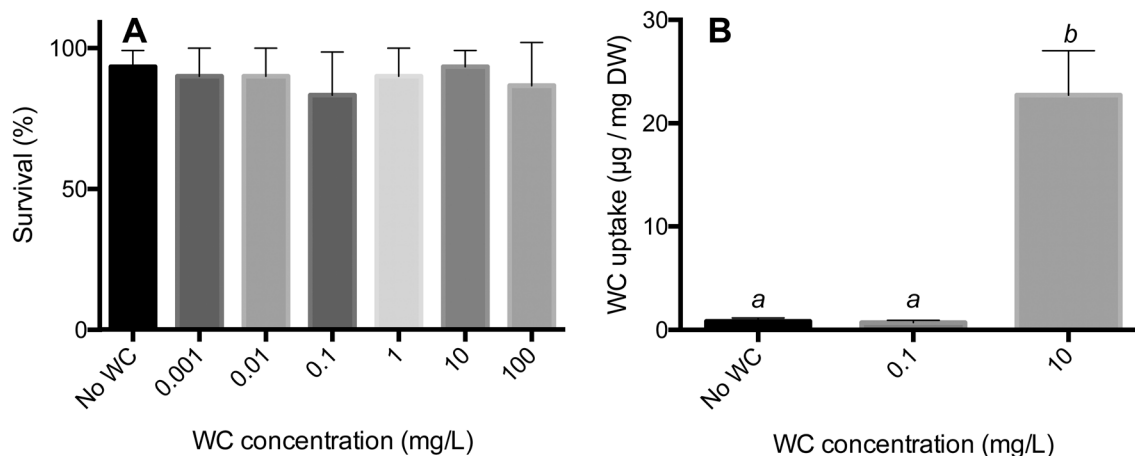 A
Survival (%)
100
50
0
No WC
0.001
0.01
0.1
1
10
100
WC concentration (mg/L)
B
WC uptake (µg / mg DW)
30
20
10
0
a
a
b
No WC
0.1
10
WC concentration (mg/L)